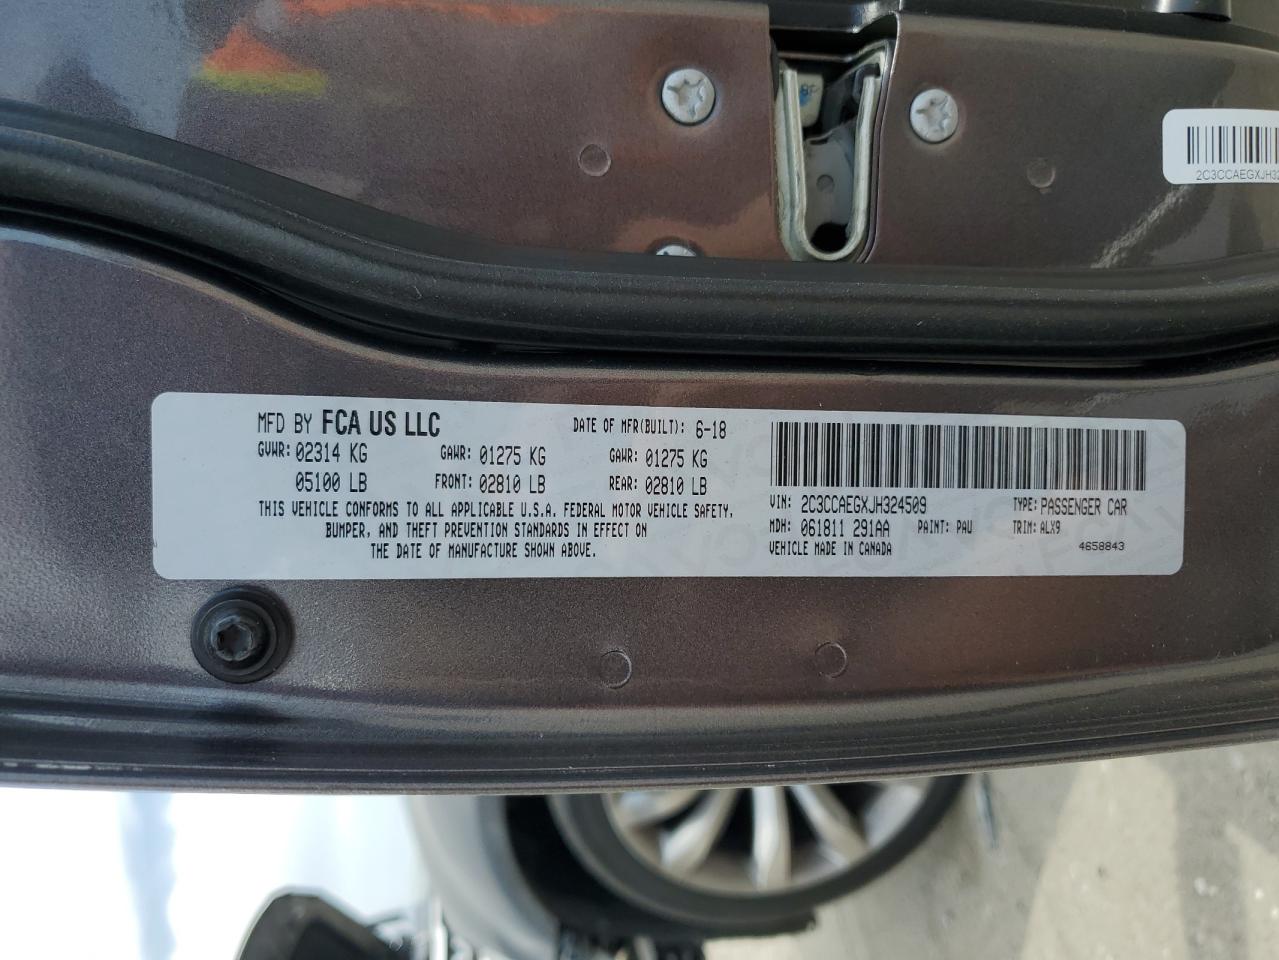 2C3CCAEGXJH32
MFD BY FCA US LLC DATE OF MFR(BUILT): 6-18
GVWR: 02314 KG GAWR: 01275 KG GAWR: 01275 KG
05100 LB FRONT: 02810 LB REAR: 02810 LB
THIS VEHICLE CONFORMS TO ALL APPLICABLE U.S.A. FEDERAL MOTOR VEHICLE SAFETY,
BUMPER, AND THEFT PREVENTION STANDARDS IN EFFECT ON
THE DATE OF MANUFACTURE SHOWN ABOVE.
VIN: 2C3CCAEGXJH324509 TYPE: PASSENGER CAR
MDH: 061811 291AA PAINT: PAU TRIM: ALX9
VEHICLE MADE IN CANADA 4658843